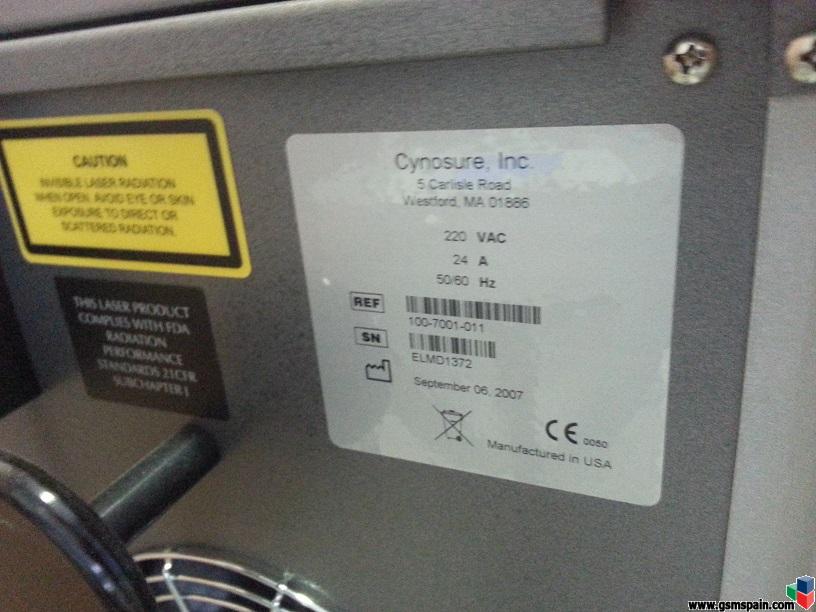 CAUTION
INVISIBLE LASER RADIATION
WHEN OPEN. AVOID EYE OR SKIN
EXPOSURE TO DIRECT OR
SCATTERED RADIATION.
THIS LASER PRODUCT
COMPLIES WITH FDA
RADIATION
PERFORMANCE
STANDARDS 21CFR
SUBCHAPTER J
Cynosure, Inc.
5 Carlisle Road
Westford, MA 01886
220 VAC
24 A
50/60 Hz
REF
100-7001-011
SN
ELMD1372
September 06, 2007
CE 0050
Manufactured in USA
www.gsmspain.com